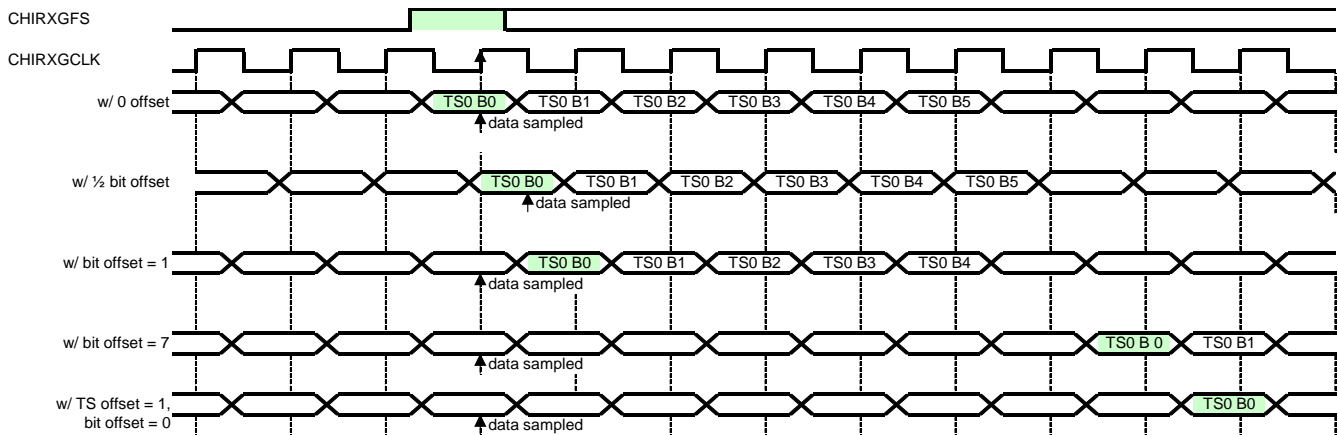 CHIRXGFS
CHIRXGCLK
w/ 0 offset TS0 B0 TS0 B1 TS0 B2 TS0 B3 TS0 B4 TS0 B5
data sampled
w/ ½ bit offset TS0 B0 TS0 B1 TS0 B2 TS0 B3 TS0 B4 TS0 B5
data sampled
w/ bit offset = 1 TS0 B0 TS0 B1 TS0 B2 TS0 B3 TS0 B4
data sampled
w/ bit offset = 7 TS0 B 0 TS0 B1
data sampled
w/ TS offset = 1, TS0 B0
bit offset = 0 data sampled